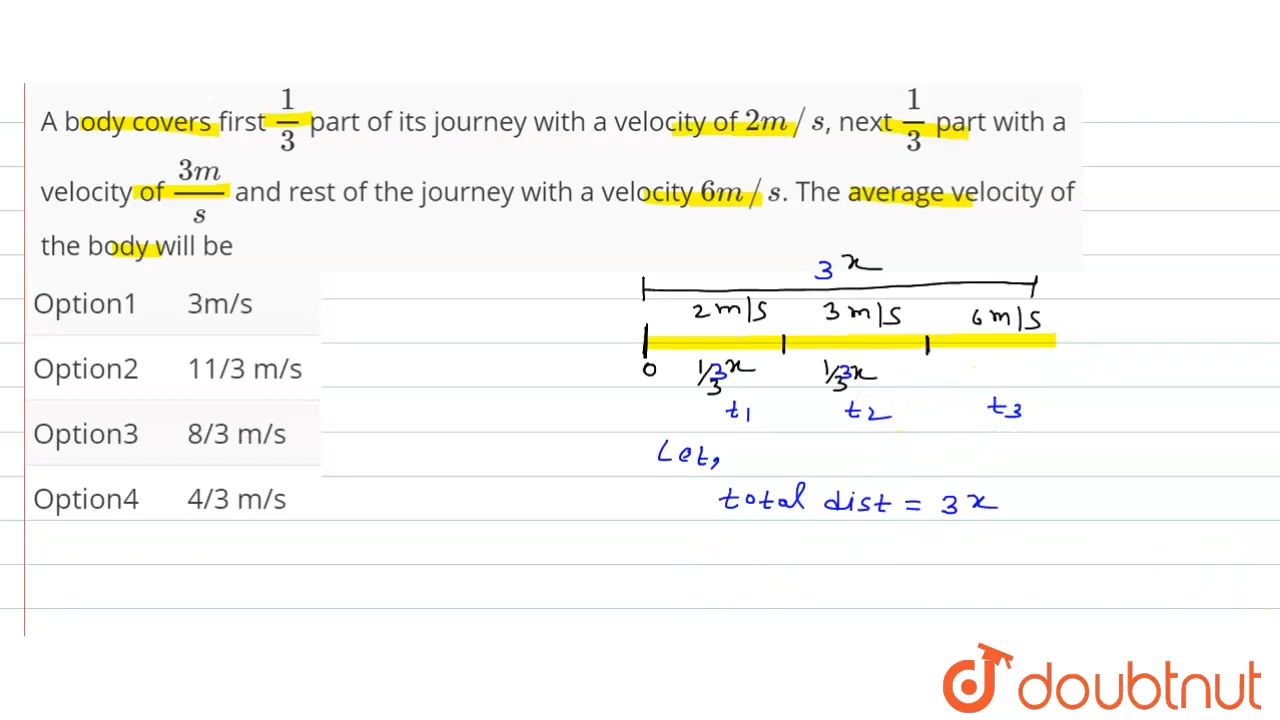 A body covers first 1/3 part of its journey with a velocity of 2m/s, next 1/3 part with a
velocity of 3m/s and rest of the journey with a velocity 6m/s. The average velocity of
the body will be
Option1 3m/s
Option2 11/3 m/s
Option3 8/3 m/s
Option4 4/3 m/s
3x
2m/s 3m/s 6m/s
0 1/3 3x 1/3 3x
t1 t2 t3
Let,
total dist = 3x
doubtnut